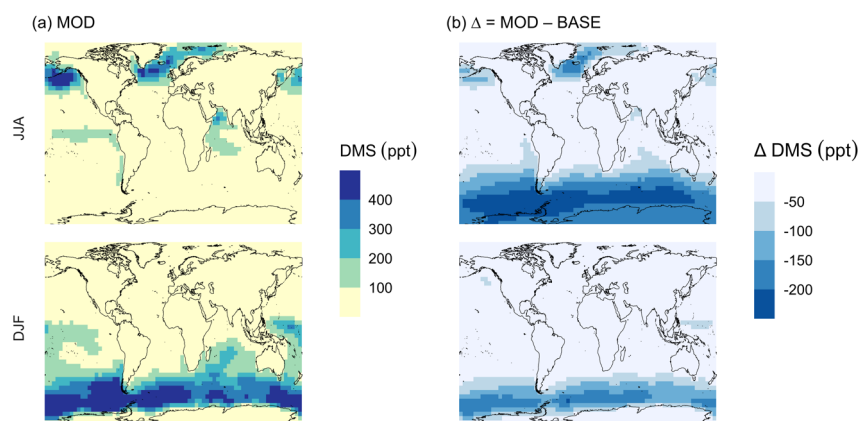 (a) MOD
(b) Δ = MOD – BASE
JJA
DJF
DMS (ppt)
400
300
200
100
Δ DMS (ppt)
-50
-100
-150
-200